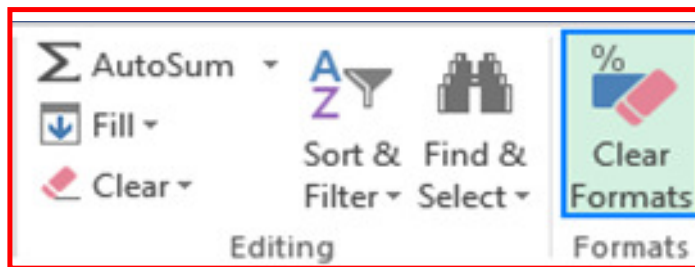 AutoSum
Fill
Clear
Sort &
Filter
Find &
Select
Editing
%
Clear
Formats
Formats